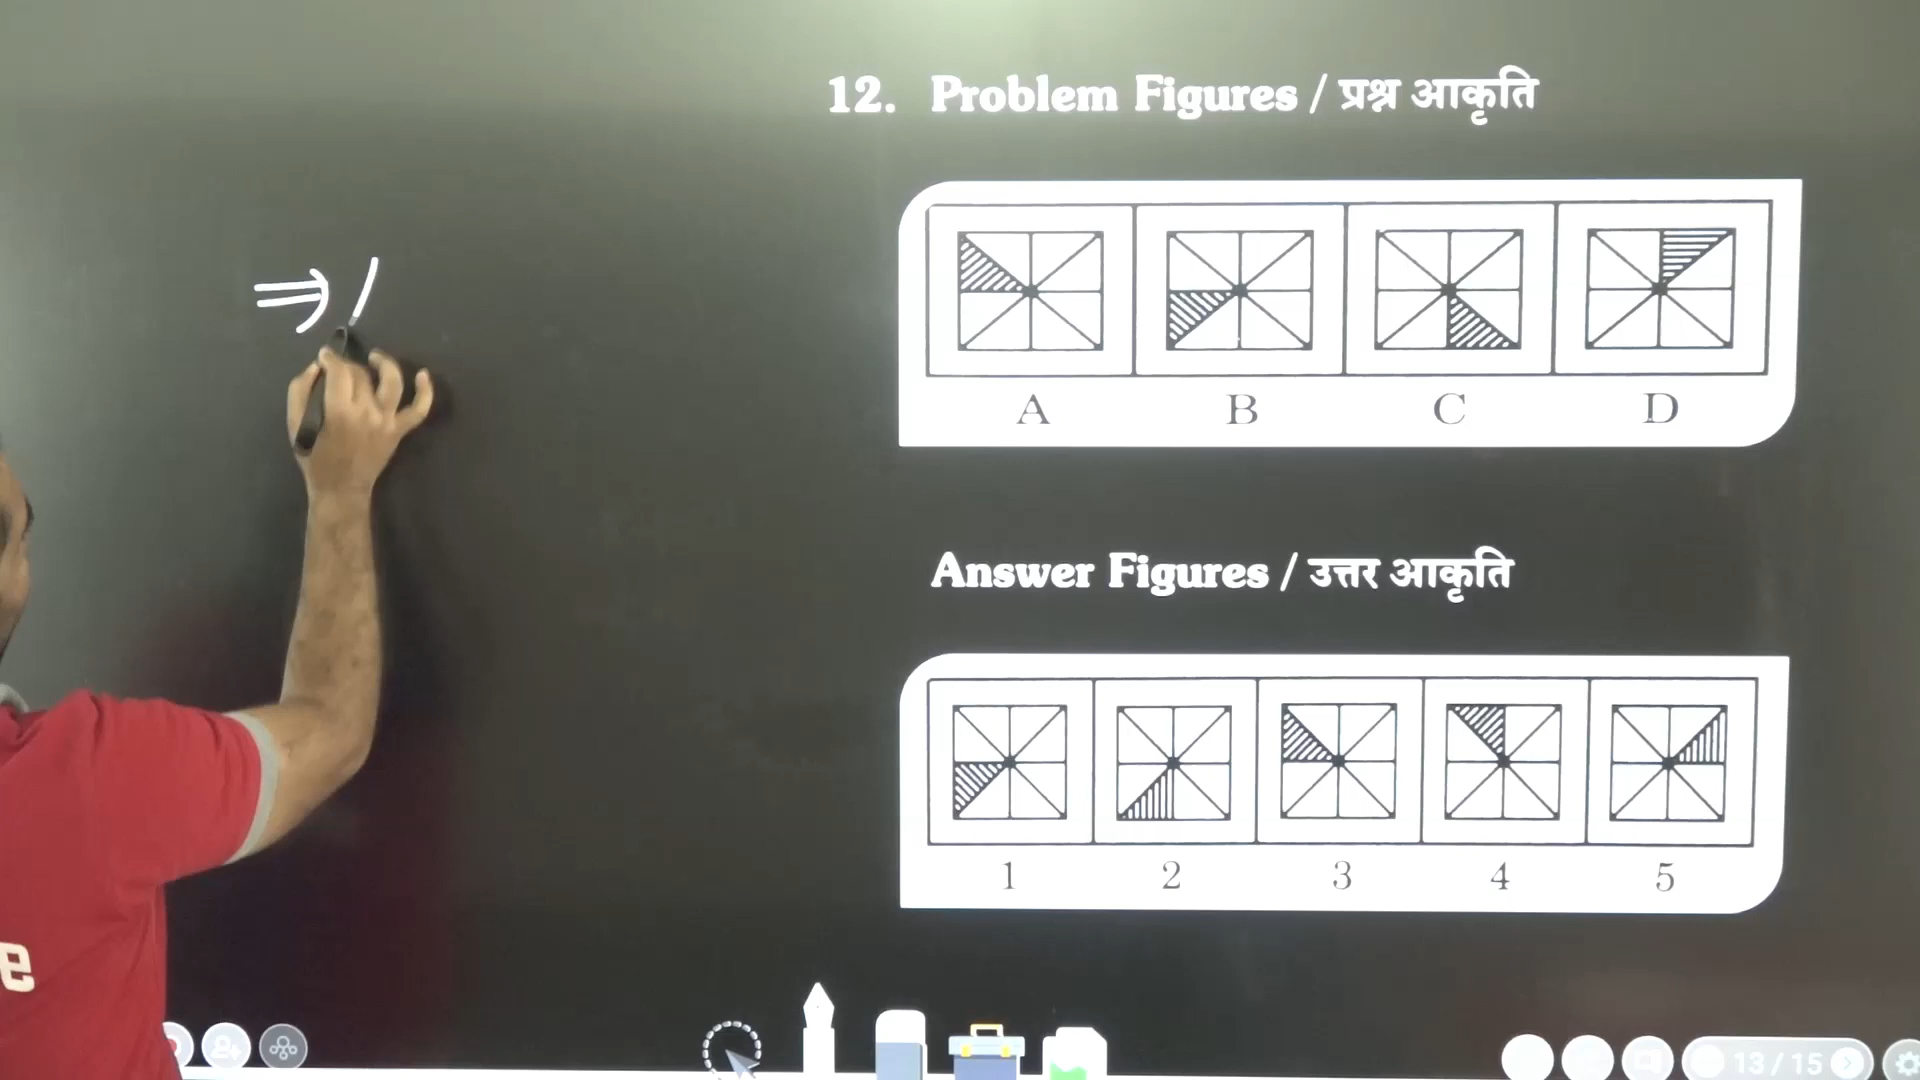 12. Problem Figures / प्रश्न आकृति
A B C D
Answer Figures / उत्तर आकृति
1 2 3 4 5
⇒ /
e
13 / 15